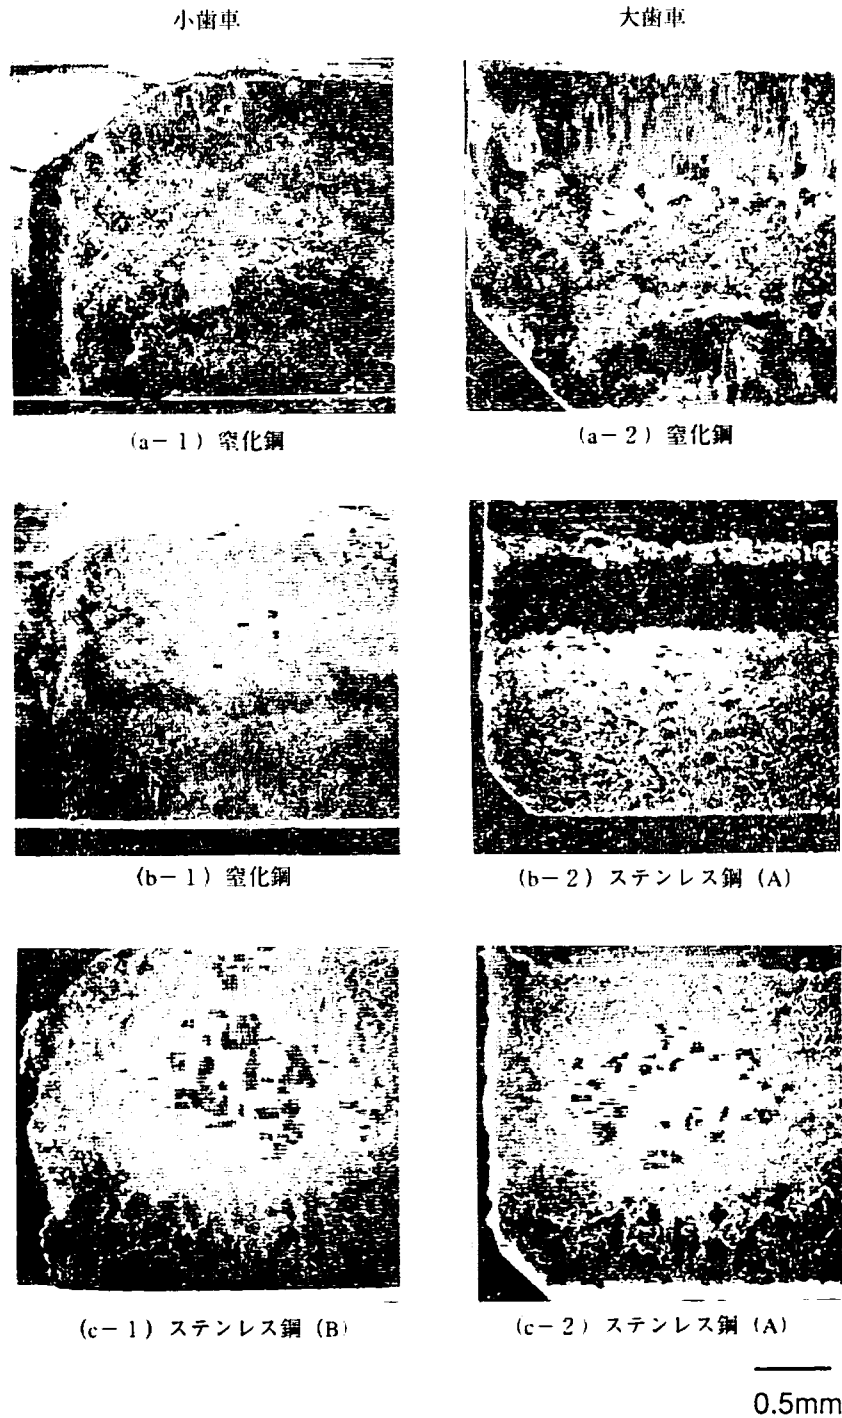 小歯車
大歯車
(a-1) 窒化鋼
(a-2) 窒化鋼
(b-1) 窒化鋼
(b-2) ステンレス鋼 (A)
(c-1) ステンレス鋼 (B)
(c-2) ステンレス鋼 (A)
0.5mm